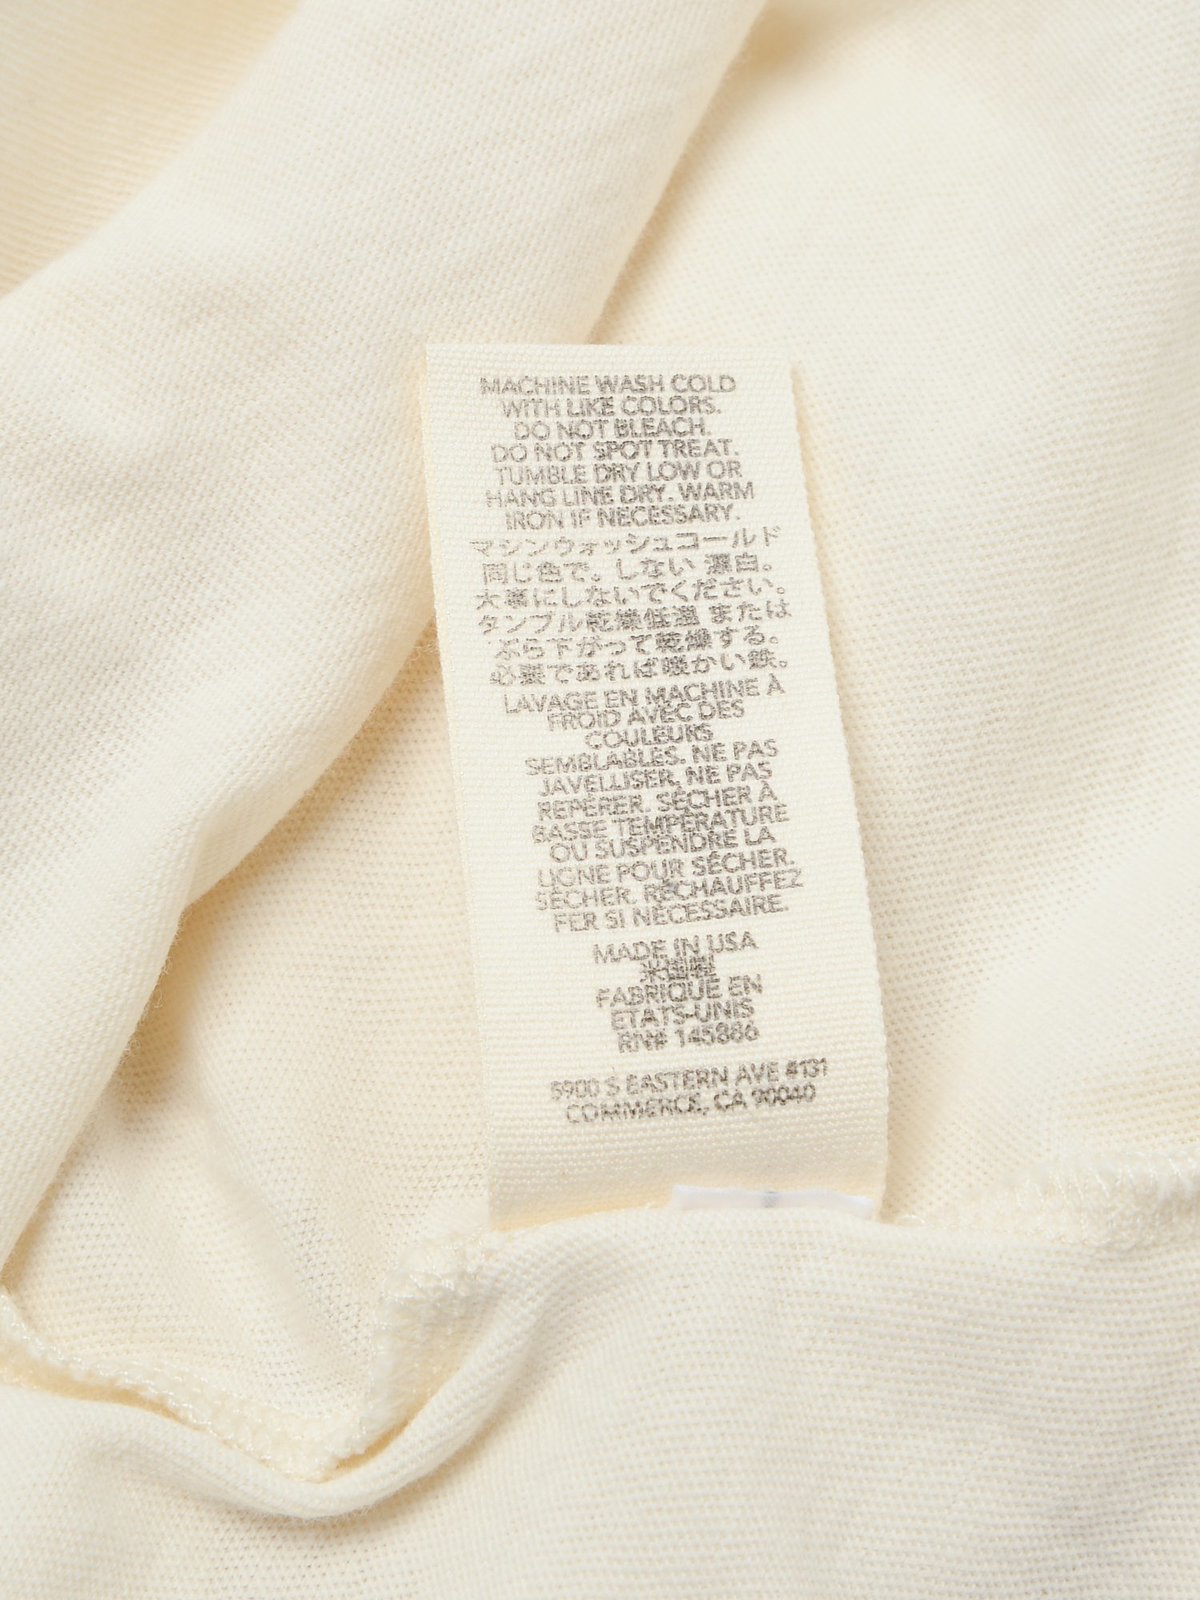 MACHINE WASH COLD
WITH LIKE COLORS.
DO NOT BLEACH.
DO NOT SPOT TREAT.
TUMBLE DRY LOW OR
HANG LINE DRY. WARM
IRON IF NECESSARY.
マシンウォッシュコールド
同じ色で。しない 漂白。
大事にしないでください。
タンブル乾燥低温 または
ぶら下がって乾燥する。
必要であれば暖かい鉄。
LAVAGE EN MACHINE À
FROID AVEC DES
COULEURS
SEMBLABLES. NE PAS
JAVELLISER. NE PAS
REPÉRER. SÉCHER À
BASSE TEMPÉRATURE
OU SUSPENDRE LA
LIGNE POUR SÉCHER.
SÉCHER. RÉCHAUFFEZ
FER SI NÉCESSAIRE.
MADE IN USA
米国製
FABRIQUÉ EN
ETATS-UNIS
RN# 145886
5900 S EASTERN AVE #131
COMMERCE, CA 90040